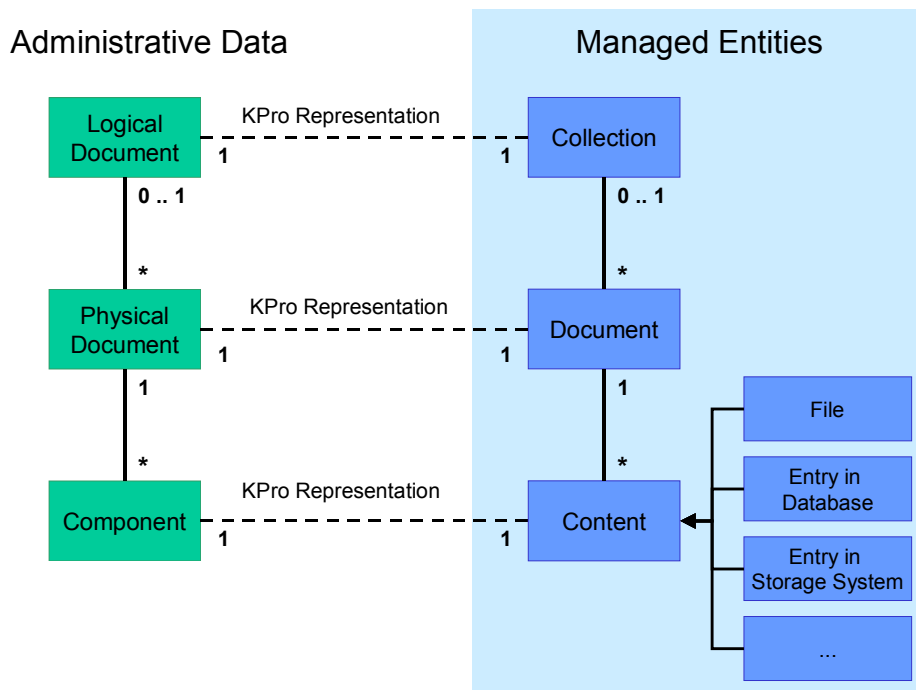 Administrative Data
Managed Entities
Logical
Document
KPro Representation
1
1
Collection
0 .. 1
0 .. 1
*
*
Physical
Document
KPro Representation
1
1
Document
1
1
*
*
Component
KPro Representation
1
1
Content
File
Entry in
Database
Entry in
Storage System
...